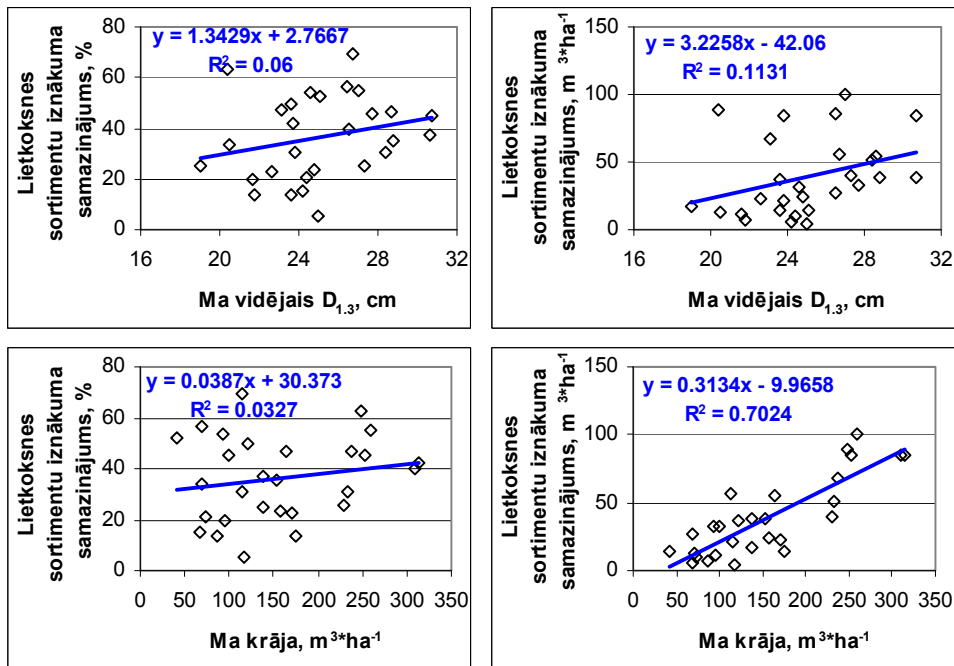 Lietkoksnes
sortimentu iznākuma
samazinājums, %
80
60
40
20
0
y = 1.3429x + 2.7667
R² = 0.06
16 20 24 28 32
Ma vidējais D₁.₃, cm
Lietkoksnes
sortimentu iznākuma
samazinājums, m ³*ha⁻¹
150
100
50
0
y = 3.2258x - 42.06
R² = 0.1131
16 20 24 28 32
Ma vidējais D₁.₃, cm
Lietkoksnes
sortimentu iznākuma
samazinājums, %
80
60
40
20
0
y = 0.0387x + 30.373
R² = 0.0327
0 50 100 150 200 250 300 350
Ma krāja, m³*ha⁻¹
Lietkoksnes
sortimentu iznākuma
samazinājums, m ³*ha⁻¹
150
100
50
0
y = 0.3134x - 9.9658
R² = 0.7024
0 50 100 150 200 250 300 350
Ma krāja, m³*ha⁻¹